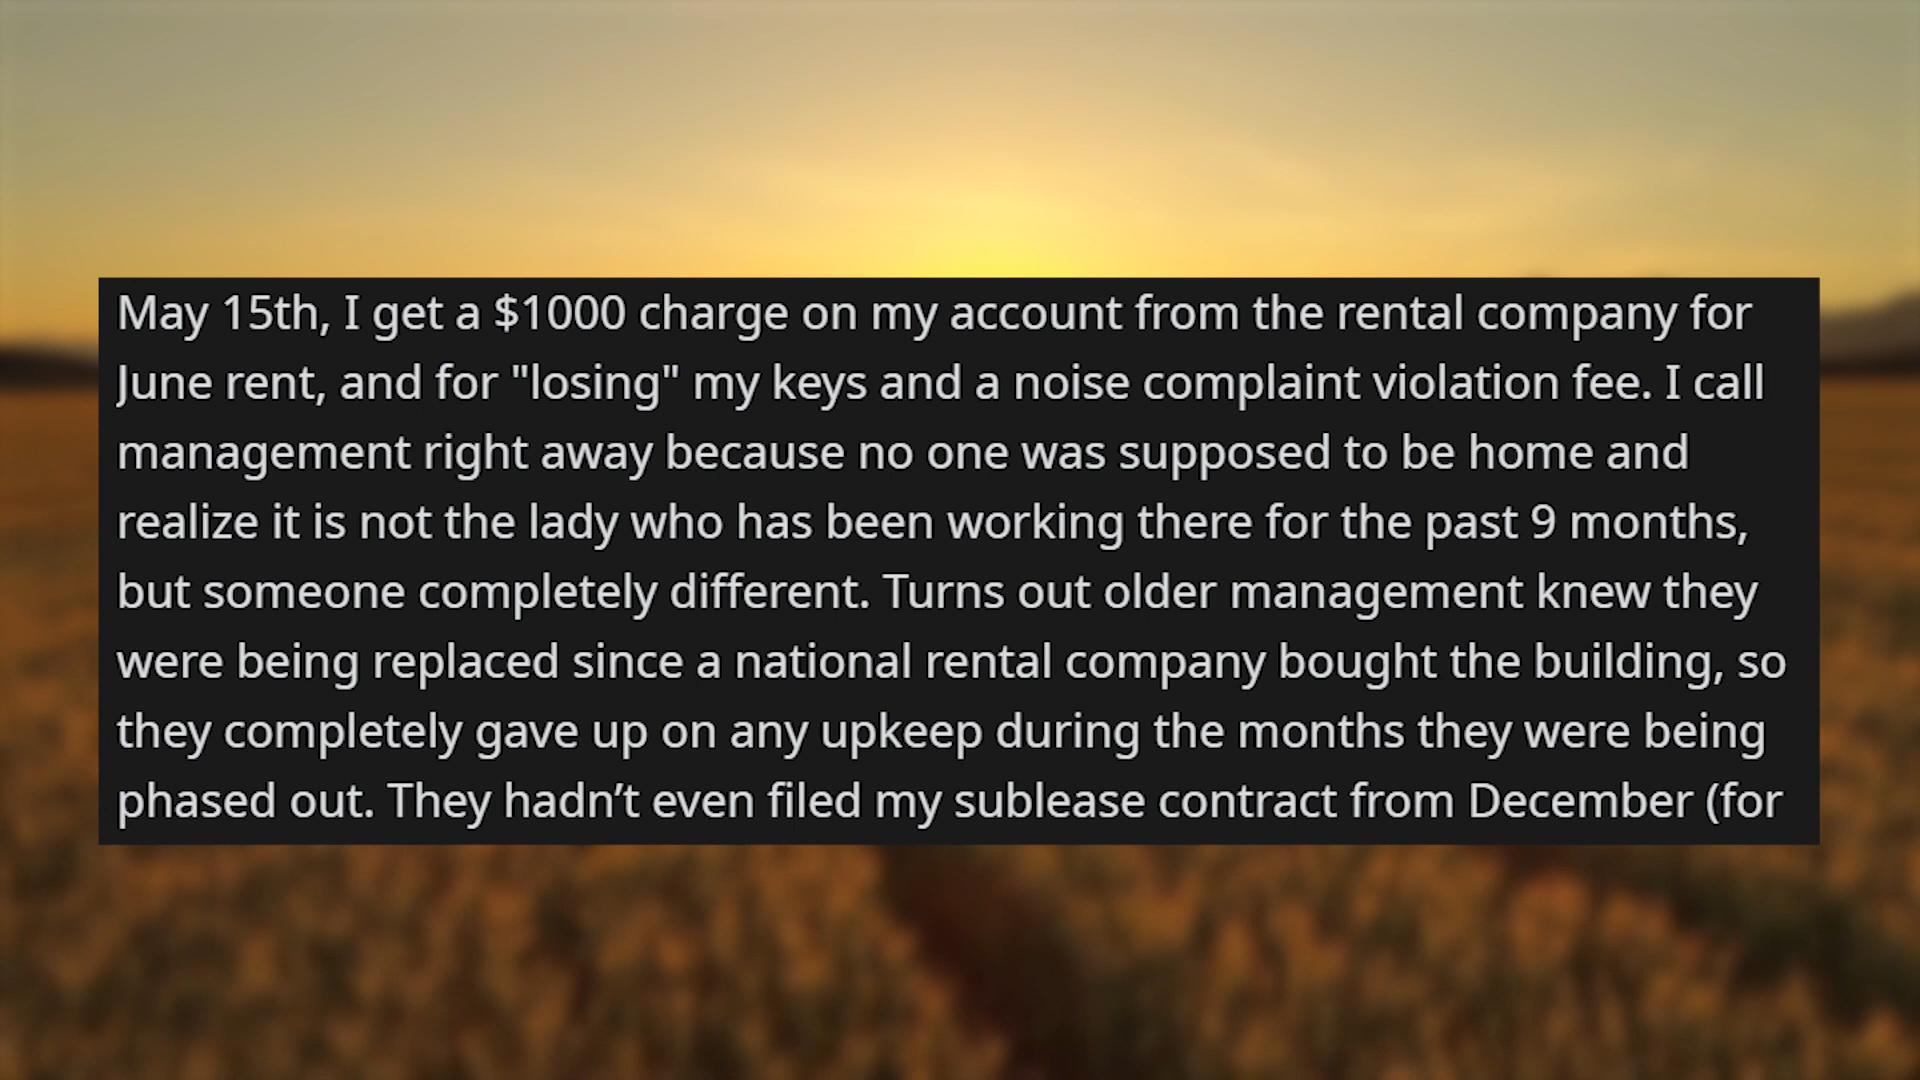 May 15th, I get a $1000 charge on my account from the rental company for
June rent, and for "losing" my keys and a noise complaint violation fee. I call
management right away because no one was supposed to be home and
realize it is not the lady who has been working there for the past 9 months,
but someone completely different. Turns out older management knew they
were being replaced since a national rental company bought the building, so
they completely gave up on any upkeep during the months they were being
phased out. They hadn’t even filed my sublease contract from December (for